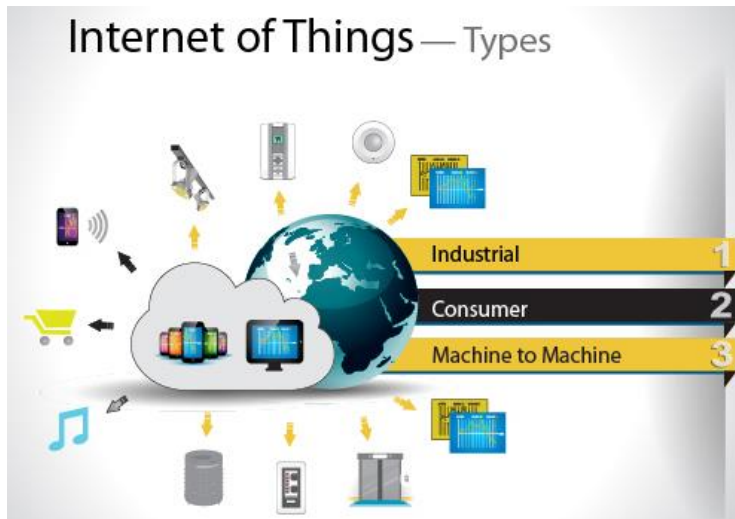 Internet of Things — Types
Industrial 1
Consumer 2
Machine to Machine 3